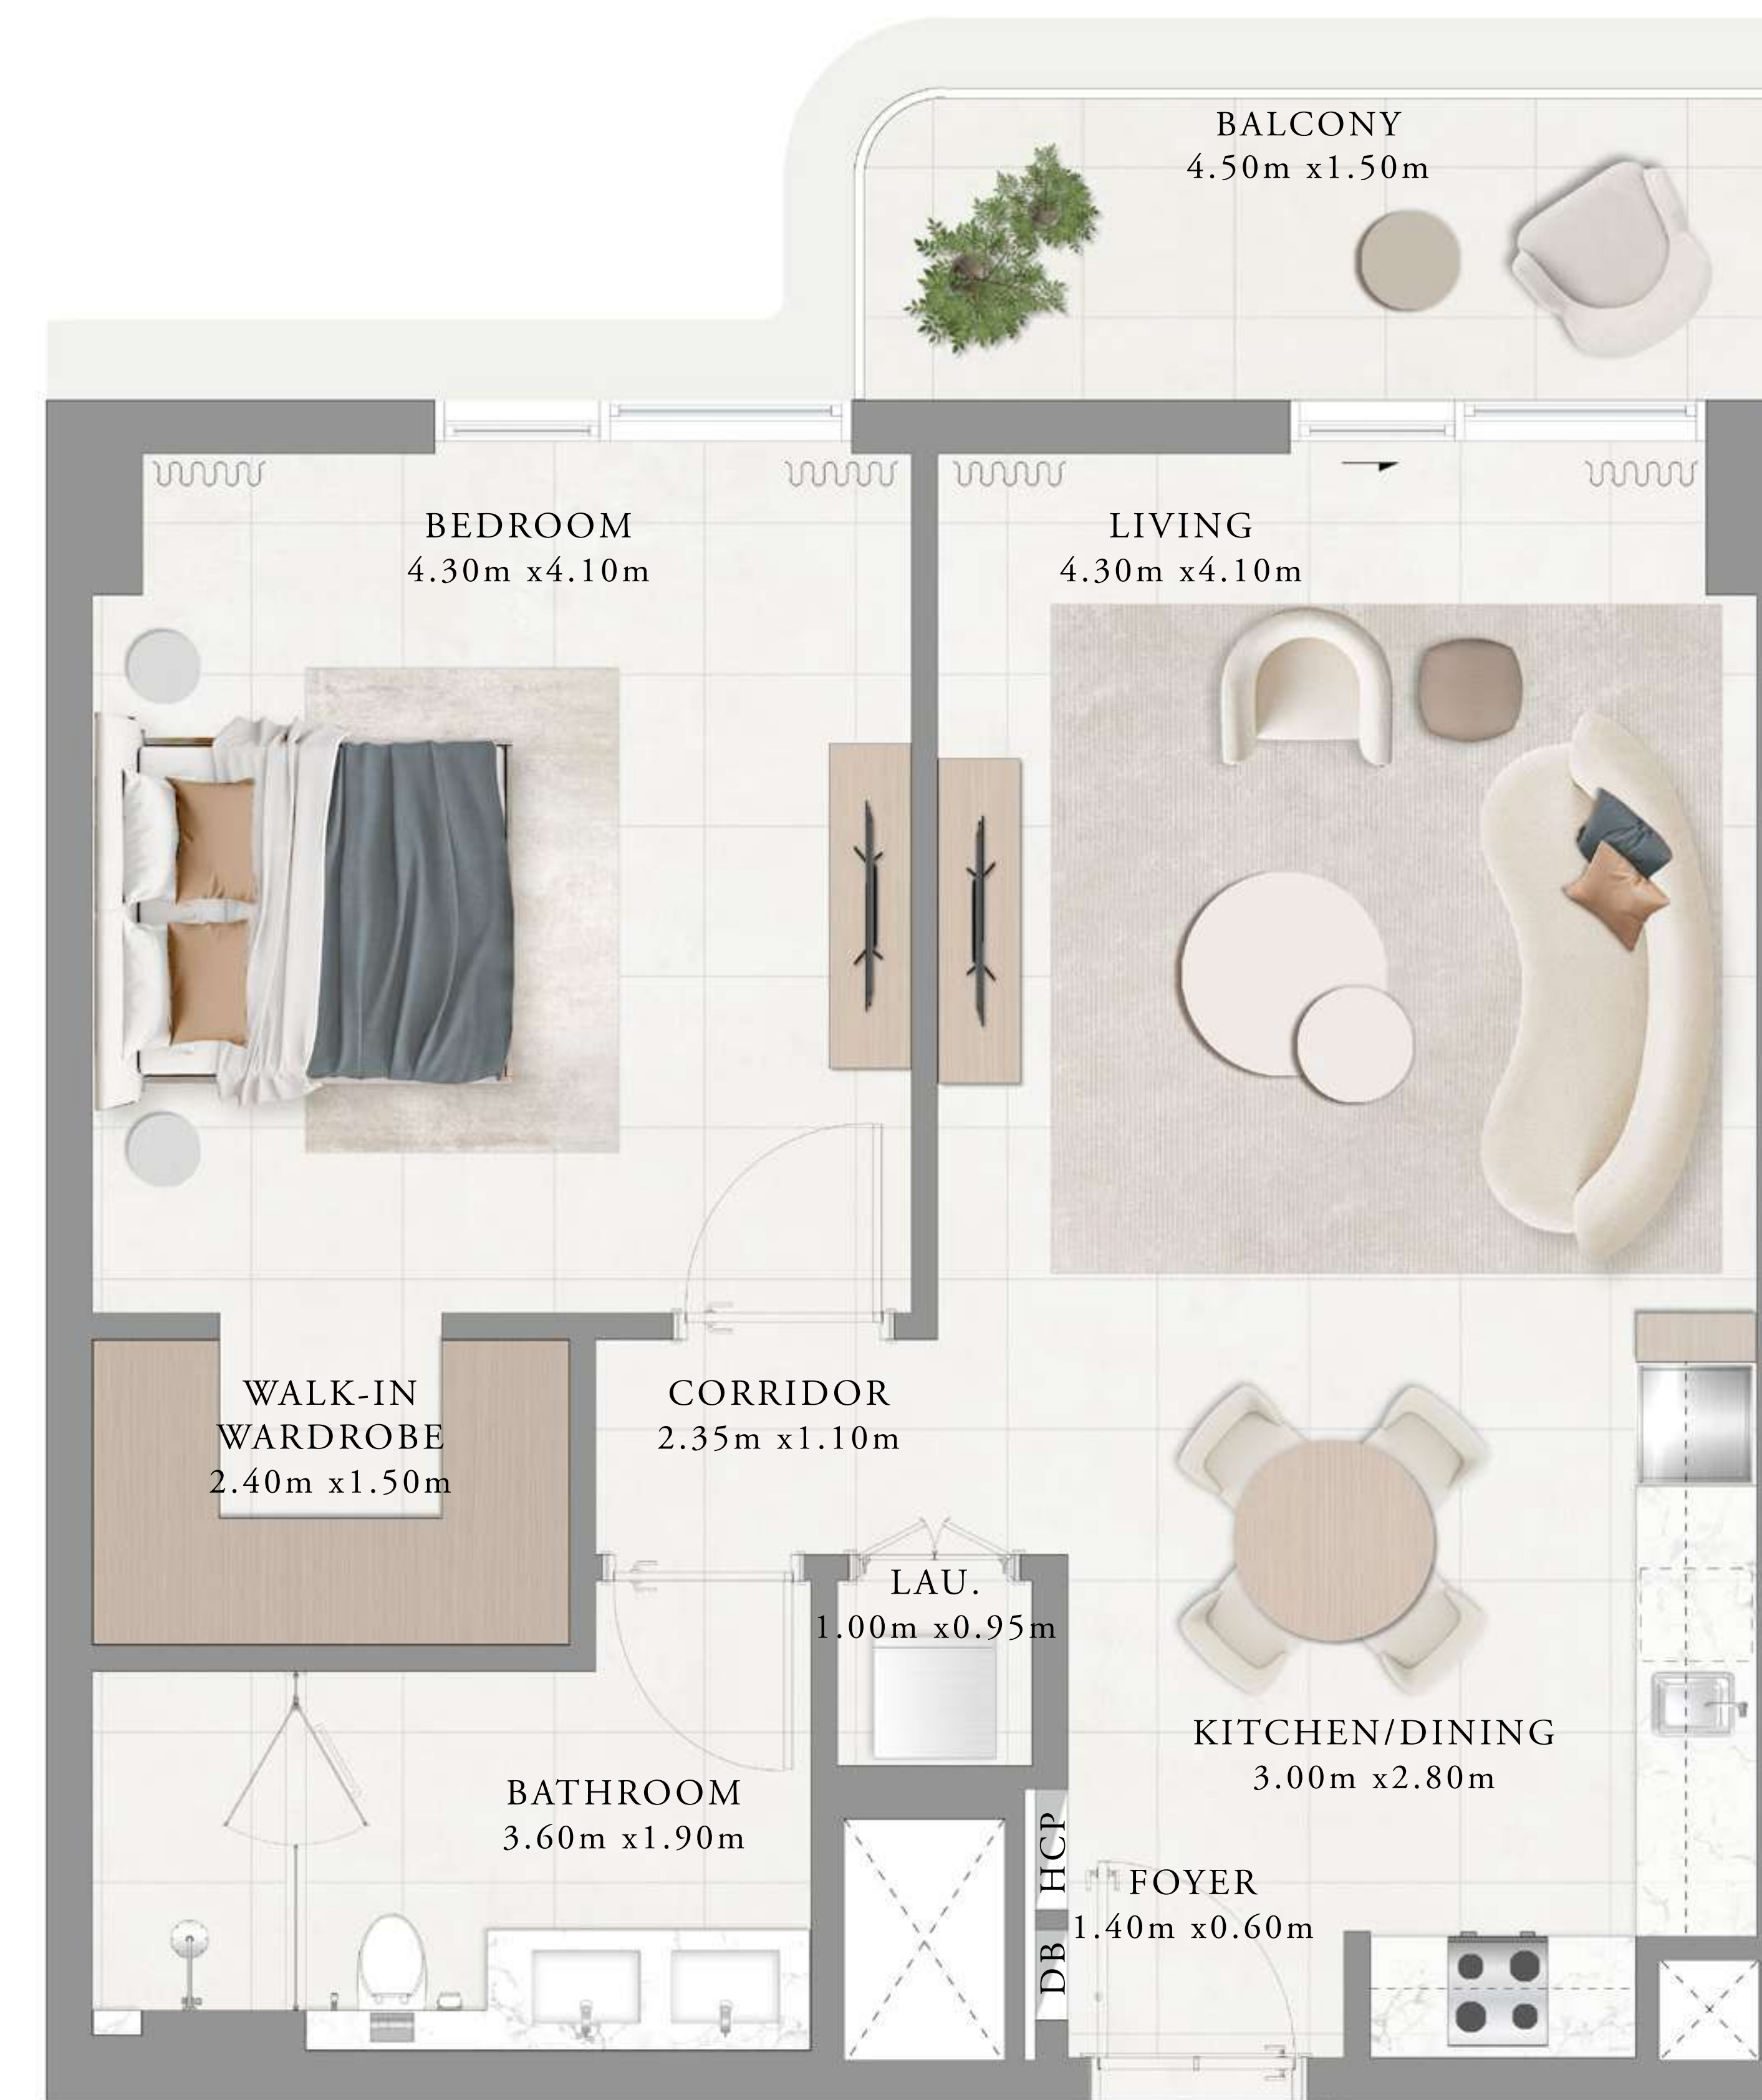 BALCONY
4.50m x1.50m
BEDROOM
4.30m x4.10m
LIVING
4.30m x4.10m
WALK-IN
WARDROBE
2.40m x1.50m
CORRIDOR
2.35m x1.10m
LAU.
1.00m x0.95m
KITCHEN/DINING
3.00m x2.80m
BATHROOM
3.60m x1.90m
HCP
DB
FOYER
1.40m x0.60m